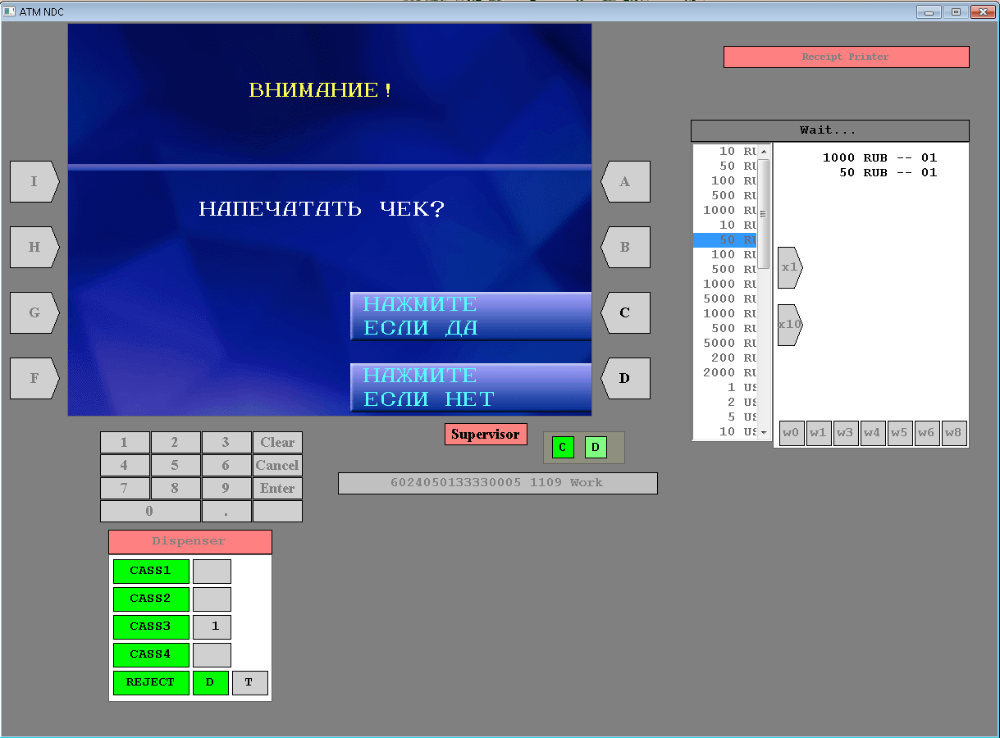 ATM NDC
ВНИМАНИЕ!
НАПЕЧАТАТЬ ЧЕК?
НАЖМИТЕ
ЕСЛИ ДА
НАЖМИТЕ
ЕСЛИ НЕТ
I
H
G
F
A
B
C
D
Receipt Printer
Wait...
10 RU
50 RU
100 RU
500 RU
1000 RU
10 RU
50 RU
100 RU
500 RU
1000 RU
5000 RU
1000 RU
500 RU
5000 RU
200 RU
2000 RU
1 US
2 US
5 US
10 US
1000 RUB -- 01
50 RUB -- 01
x1
x10
w0 w1 w3 w4 w5 w6 w8
1 2 3 Clear
4 5 6 Cancel
7 8 9 Enter
0 .
Supervisor
C D
6024050133330005 1109 Work
Dispenser
CASS1
CASS2
CASS3 1
CASS4
REJECT D T